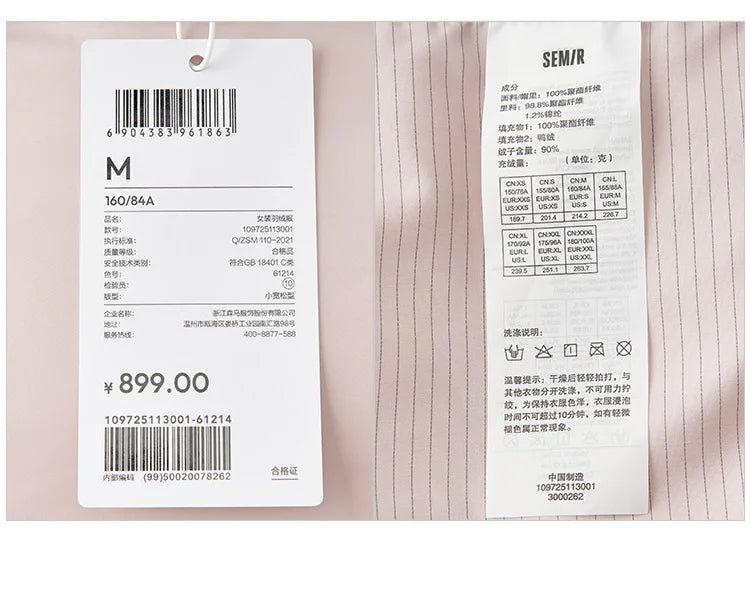 6 904383 961863
M
160/84A
品名: 女装羽绒服
款号: 109725113001
执行标准: Q/ZSM 110-2021
质量等级: 合格品
安全技术类别: 符合GB 18401 C类
色号: 61214
检验员: 10
版型: 小宽松型
企业名称: 浙江森马服饰股份有限公司
地址: 温州市瓯海区娄桥工业园南汇路98号
服务热线: 400-8877-588
¥ 899.00
109725113001-61214
内部编码 (99)50020078262
合格证
SEMIR
成分
面料/帽里: 100%聚酯纤维
里料: 98.8%聚酯纤维
1.2%锦纶
填充物1: 100%聚酯纤维
填充物2: 鸭绒
绒子含量: 90%
充绒量: (单位: 克)
CN:XS CN:S CN:M CN:L
150/76A 155/80A 160/84A 165/88A
EUR:XXS EUR:XS EUR:S EUR:M
US:XXS US:XS US:S US:M
189.7 201.4 214.2 226.7
CN:XL CN:XXL CN:XXXL
170/92A 175/96A 180/100A
EUR:L EUR:XL EUR:XXL
US:L US:XL US:XXL
239.5 251.1 263.7
洗涤说明:
温馨提示: 干燥后轻轻拍打, 与
其他衣物分开洗涤, 不可用力拧
绞, 为保持衣服色泽, 衣服浸泡
时间不可超过10分钟, 如有轻微
褪色属正常现象。
中国制造
109725113001
3000262